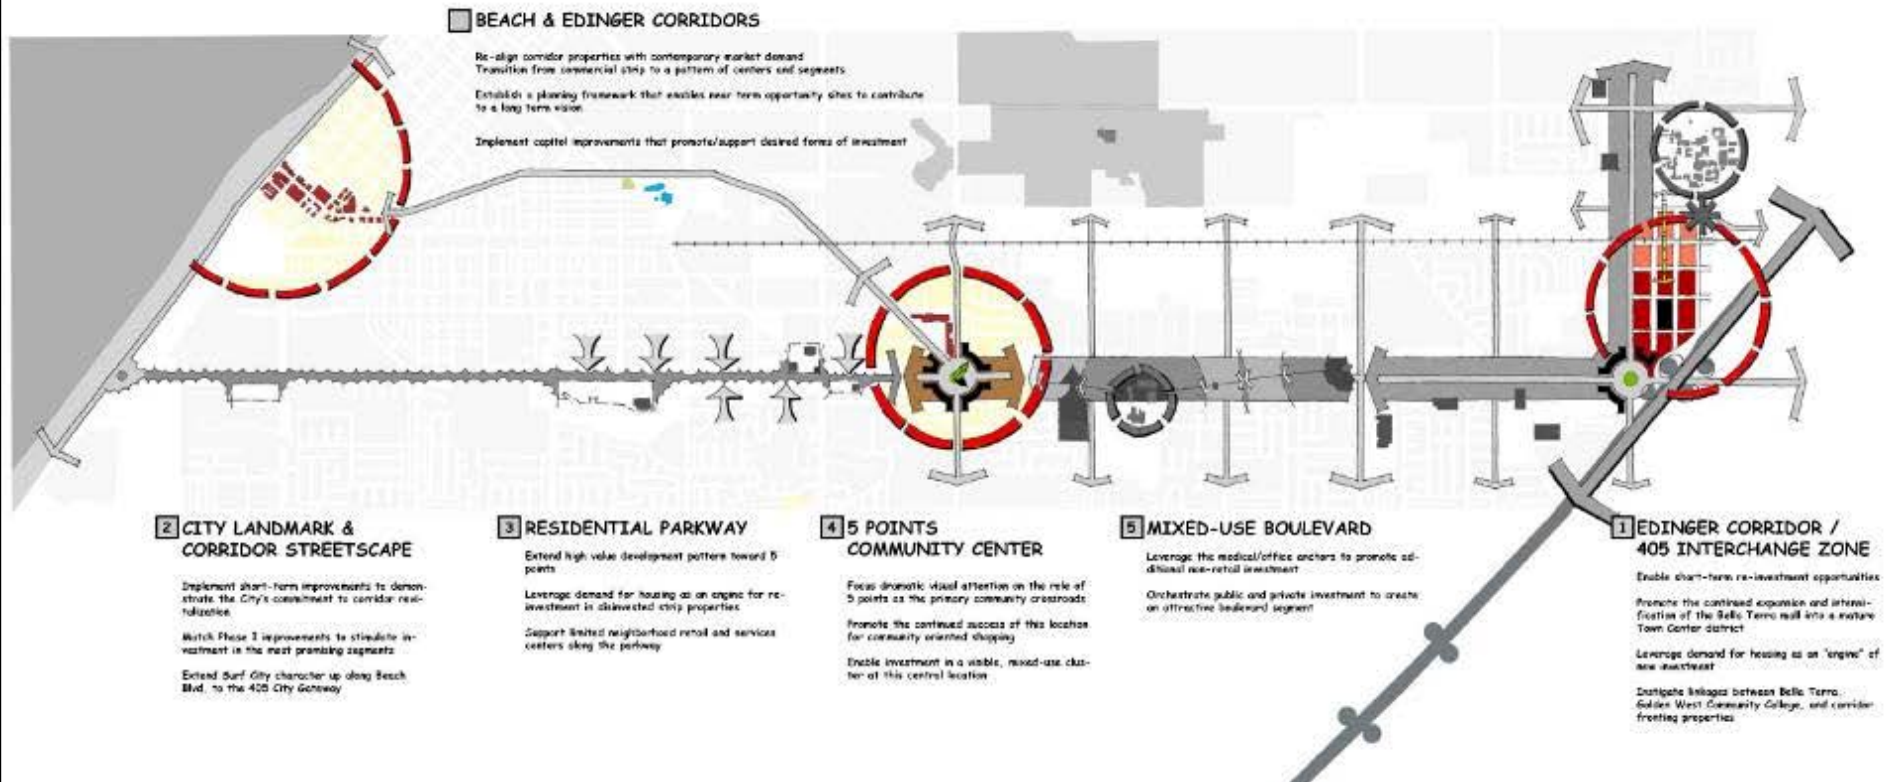 BEACH & EDINGER CORRIDORS
Re-align corridor properties with contemporary market demand
Transition from commercial strip to a pattern of centers and segments
Establish a planning framework that enables near term opportunity sites to contribute
to a long term vision
Implement capital improvements that promote/support desired forms of investment
2 CITY LANDMARK &
CORRIDOR STREETSCAPE
Implement short-term improvements to demon-
strate the City's commitment to corridor revi-
talization
Match Phase I improvements to stimulate in-
vestment in the most promising segments
Extend Surf City character up along Beach
Blvd. to the 405 City Gateway
3 RESIDENTIAL PARKWAY
Extend high value development pattern toward 5
points
Leverage demand for housing as an engine for re-
investment in disinvested strip properties
Support limited neighborhood retail and services
centers along the parkway
4 5 POINTS
COMMUNITY CENTER
Focus dramatic visual attention on the role of
5 points as the primary community crossroads
Promote the continued success of this location
for community oriented shopping
Enable investment in a visible, mixed-use clus-
ter at this central location
5 MIXED-USE BOULEVARD
Leverage the medical/office anchors to promote ad-
ditional non-retail investment
Orchestrate public and private investment to create
an attractive boulevard segment
1 EDINGER CORRIDOR /
405 INTERCHANGE ZONE
Enable short-term re-investment opportunities
Promote the continued expansion and intensi-
fication of the Bella Terra mall into a mature
Town Center district
Leverage demand for housing as an "engine" of
new investment
Instigate linkages between Bella Terra,
Golden West Community College, and corridor
fronting properties